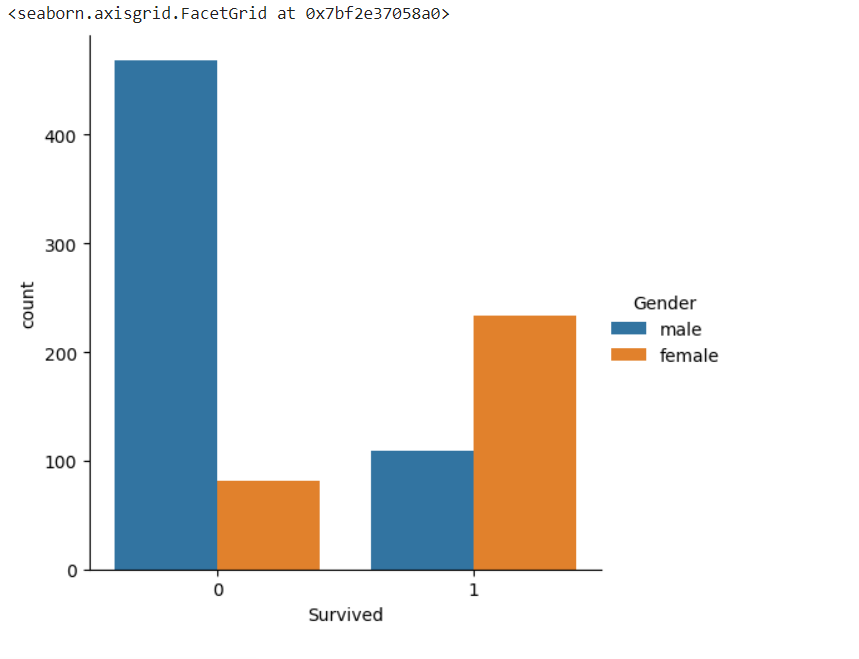 <seaborn.axisgrid.FacetGrid at 0x7bf2e37058a0>
400
300
200
100
0
count
0 1
Survived
Gender
male
female